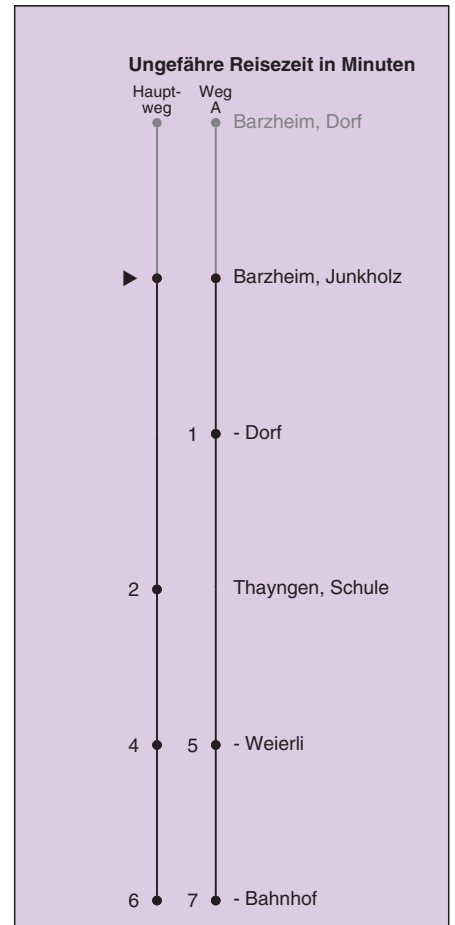 Ungefähre Reisezeit in Minuten
Haupt- Weg
weg A
Barzheim, Dorf
Barzheim, Junkholz
1 - Dorf
2 Thayngen, Schule
4 5 - Weierli
6 7 - Bahnhof